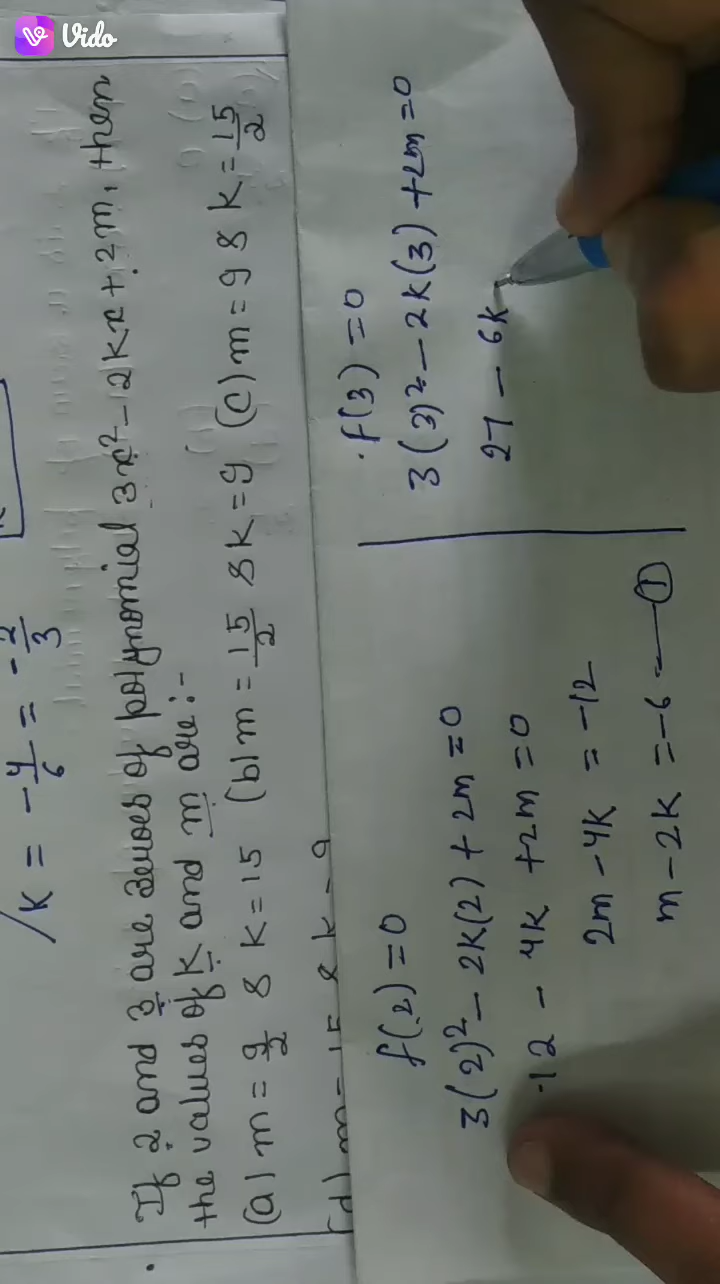 Vido
/K = -4/6 = -2/3
If 2 and 3 are zeroes of polynomial 3x² - 2Kx + 2m, then
the values of K and m are :-
(a) m = 9/2 & K = 15 (b) m = 15/2 & K = 9 (c) m = 9 & K = 15/2
(d) m = 15 & K = 9
f(2) = 0
3(2)² - 2K(2) + 2m = 0
12 - 4K + 2m = 0
2m - 4K = -12
m - 2K = -6 — ①
f(3) = 0
3(3)² - 2K(3) + 2m = 0
27 - 6K